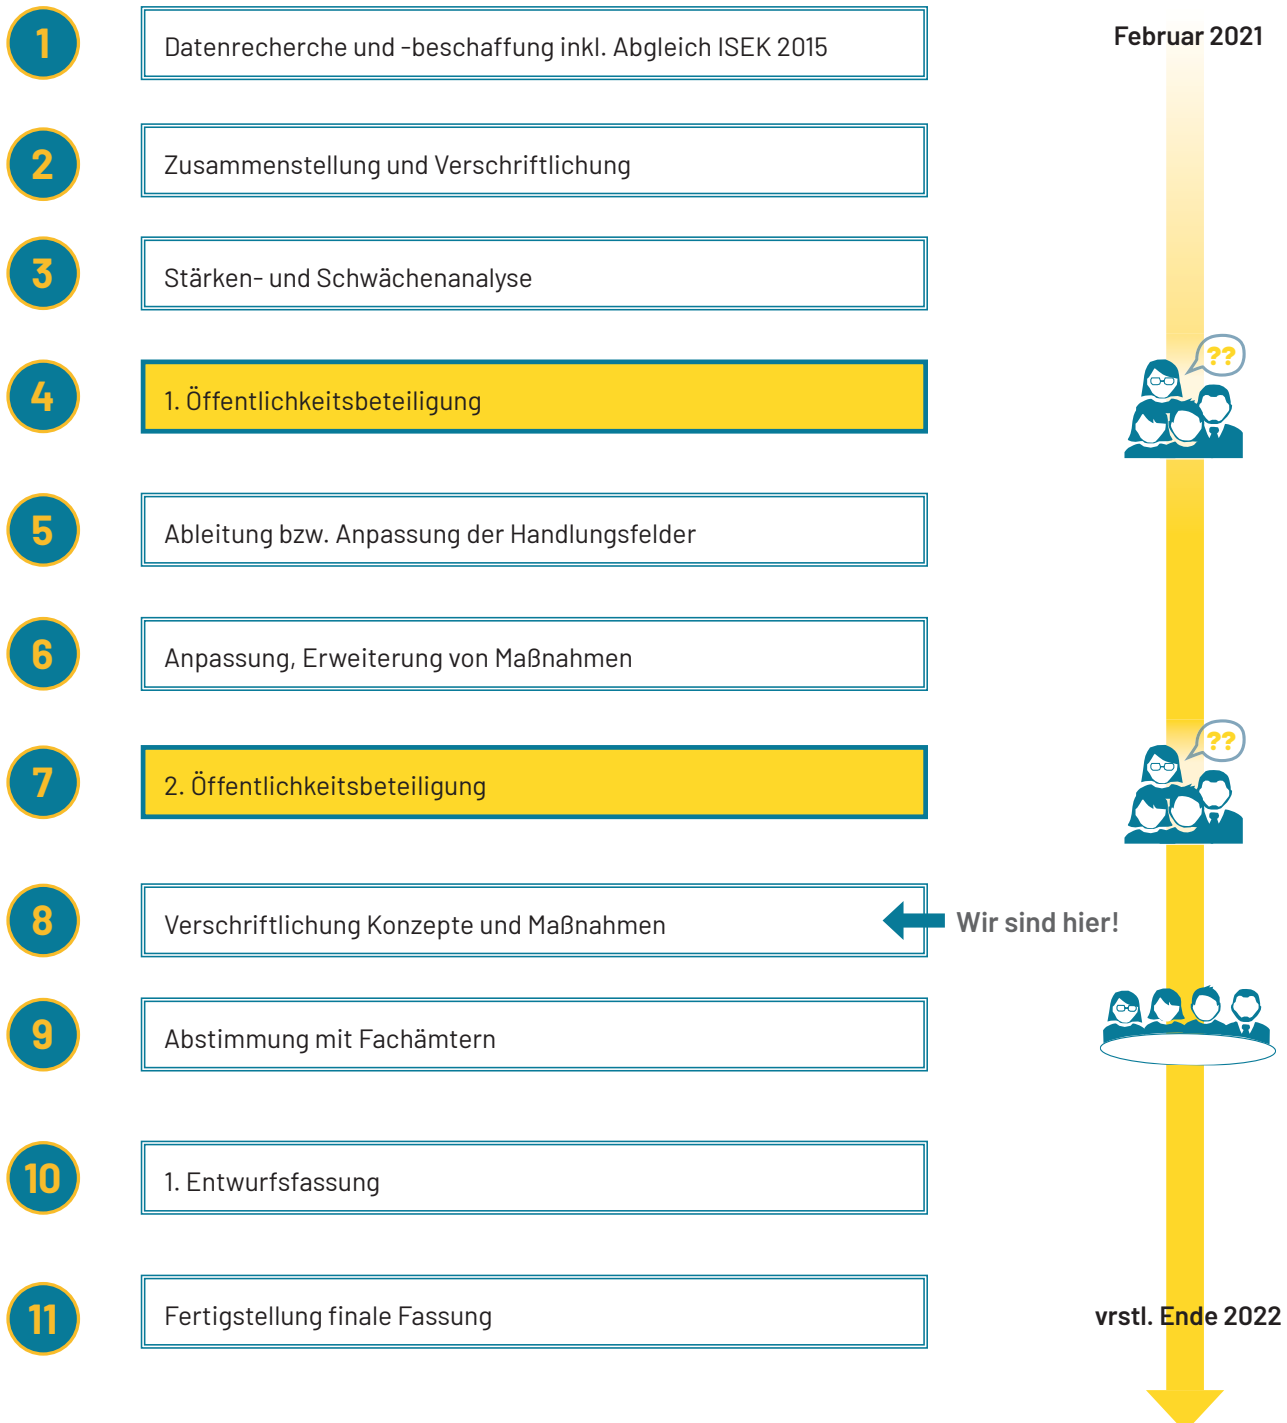 1
Datenrecherche und -beschaffung inkl. Abgleich ISEK 2015
Februar 2021
2
Zusammenstellung und Verschriftlichung
3
Stärken- und Schwächenanalyse
??
4
1. Öffentlichkeitsbeteiligung
5
Ableitung bzw. Anpassung der Handlungsfelder
6
Anpassung, Erweiterung von Maßnahmen
??
7
2. Öffentlichkeitsbeteiligung
8
Verschriftlichung Konzepte und Maßnahmen
Wir sind hier!
9
Abstimmung mit Fachämtern
10
1. Entwurfsfassung
11
Fertigstellung finale Fassung
vrstl. Ende 2022